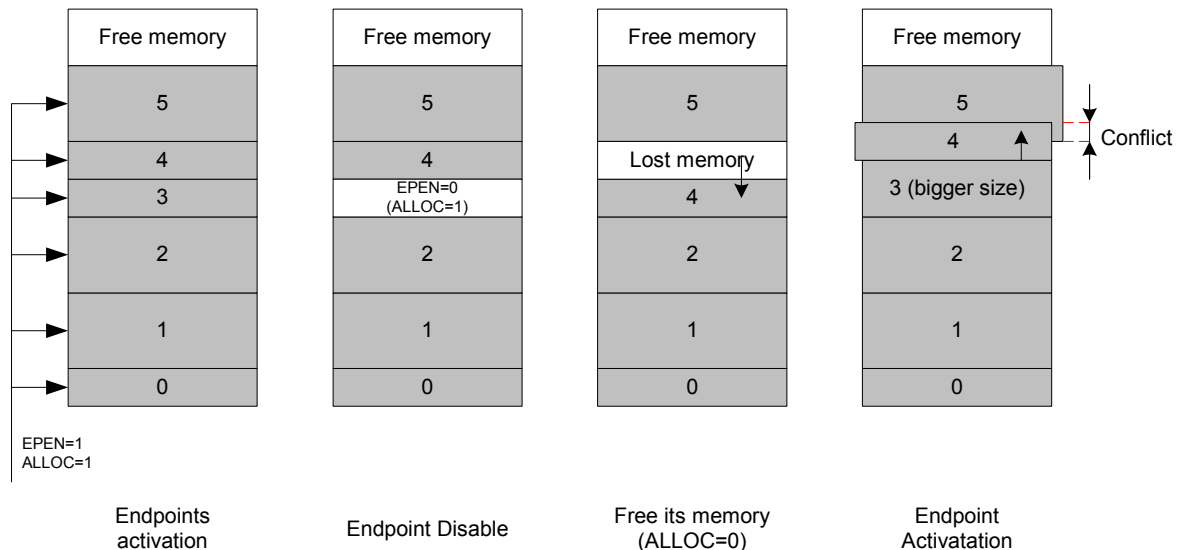 Free memory
5
4
3
2
1
0
EPEN=1
ALLOC=1
Endpoints
activation
Free memory
5
4
EPEN=0
(ALLOC=1)
2
1
0
Endpoint Disable
Free memory
5
Lost memory
4
2
1
0
Free its memory
(ALLOC=0)
Free memory
5
4
Conflict
3 (bigger size)
2
1
0
Endpoint
Activatation